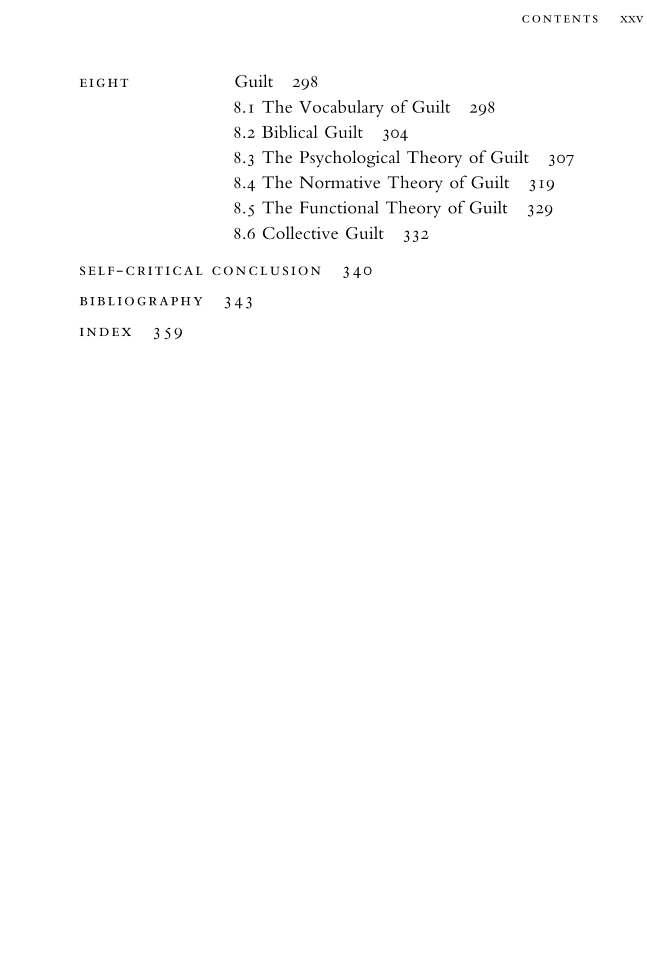 CONTENTS xxv
EIGHT Guilt 298
8.1 The Vocabulary of Guilt 298
8.2 Biblical Guilt 304
8.3 The Psychological Theory of Guilt 307
8.4 The Normative Theory of Guilt 319
8.5 The Functional Theory of Guilt 329
8.6 Collective Guilt 332
SELF-CRITICAL CONCLUSION 340
BIBLIOGRAPHY 343
INDEX 359